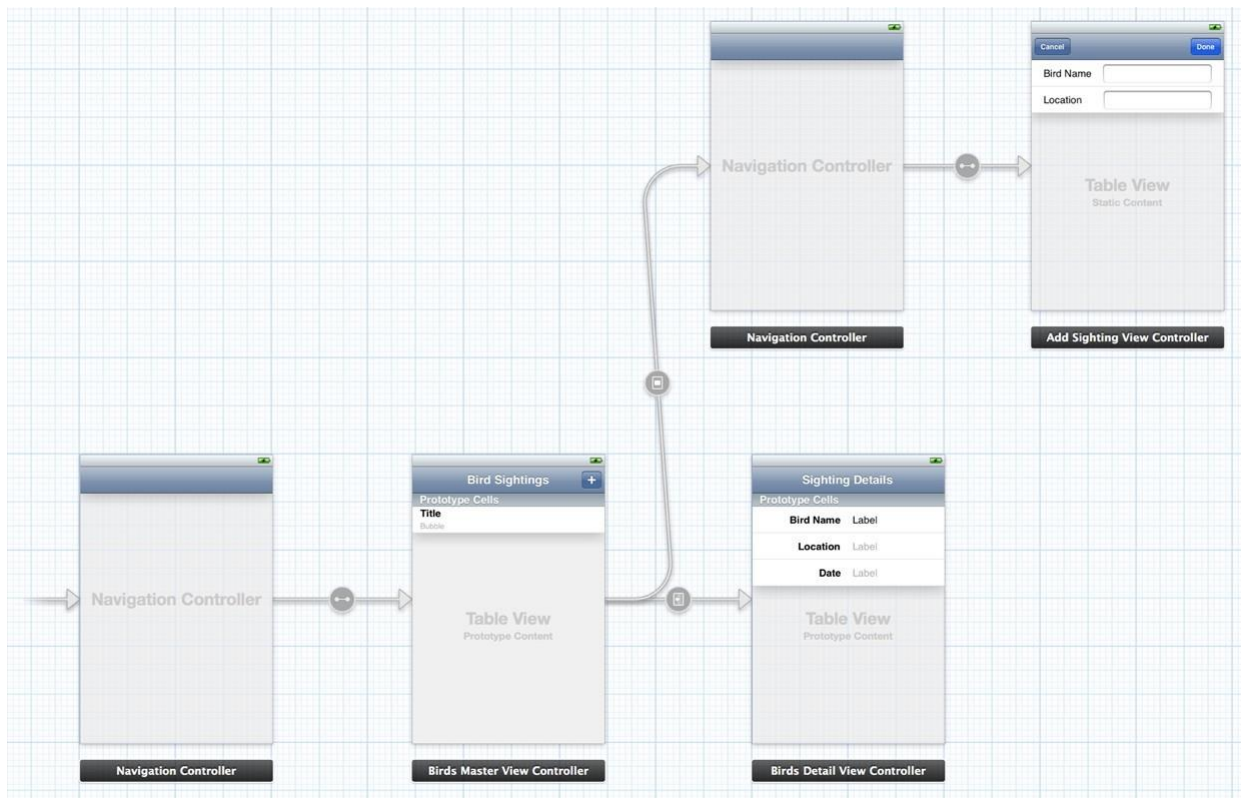 Cancel
Done
Bird Name
Location
Navigation Controller
Table View
Static Content
Navigation Controller
Add Sighting View Controller
Bird Sightings
+
Sighting Details
Prototype Cells
Title
Bubble
Prototype Cells
Bird Name Label
Location Label
Date Label
Navigation Controller
Table View
Prototype Content
Table View
Prototype Content
Navigation Controller
Birds Master View Controller
Birds Detail View Controller